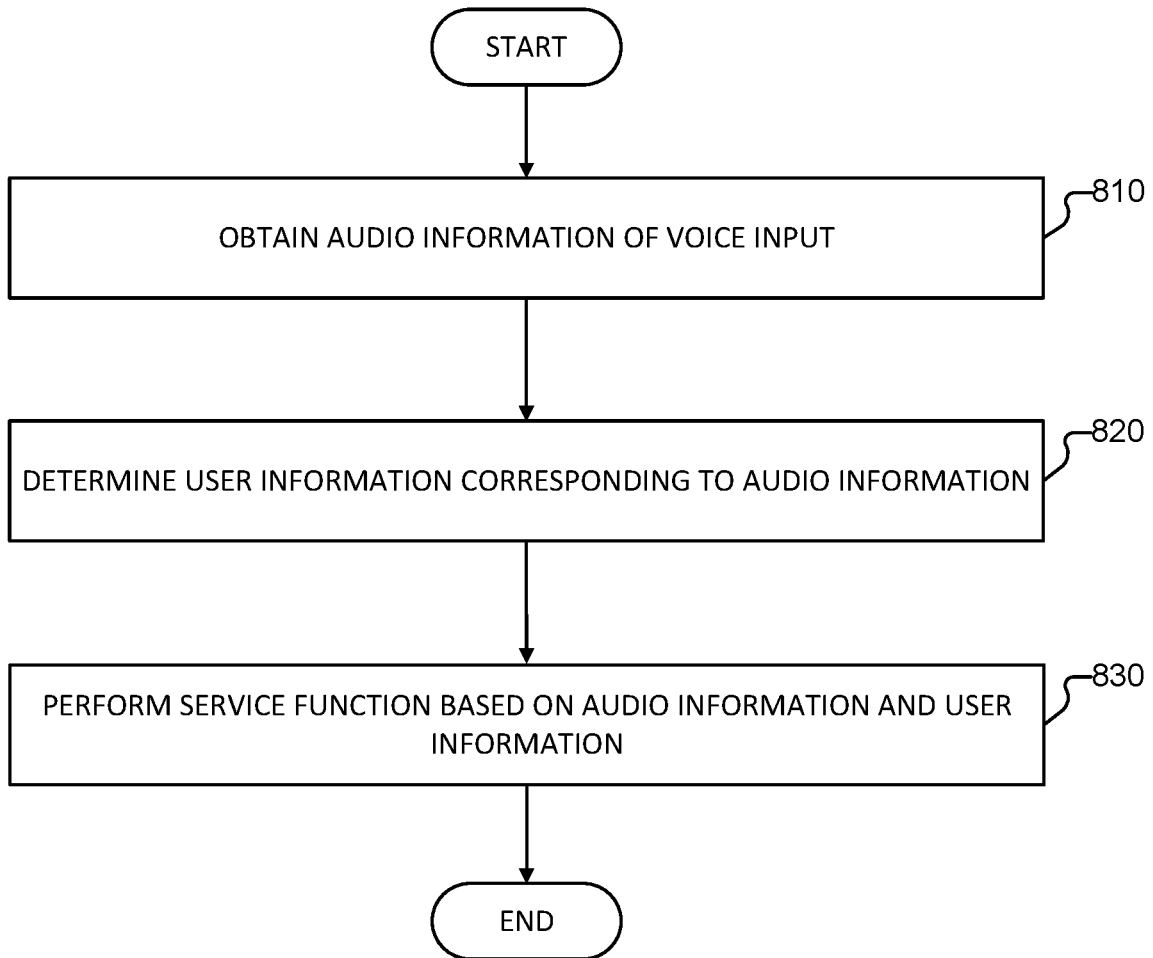 START
OBTAIN AUDIO INFORMATION OF VOICE INPUT
810
DETERMINE USER INFORMATION CORRESPONDING TO AUDIO INFORMATION
820
PERFORM SERVICE FUNCTION BASED ON AUDIO INFORMATION AND USER
INFORMATION
830
END